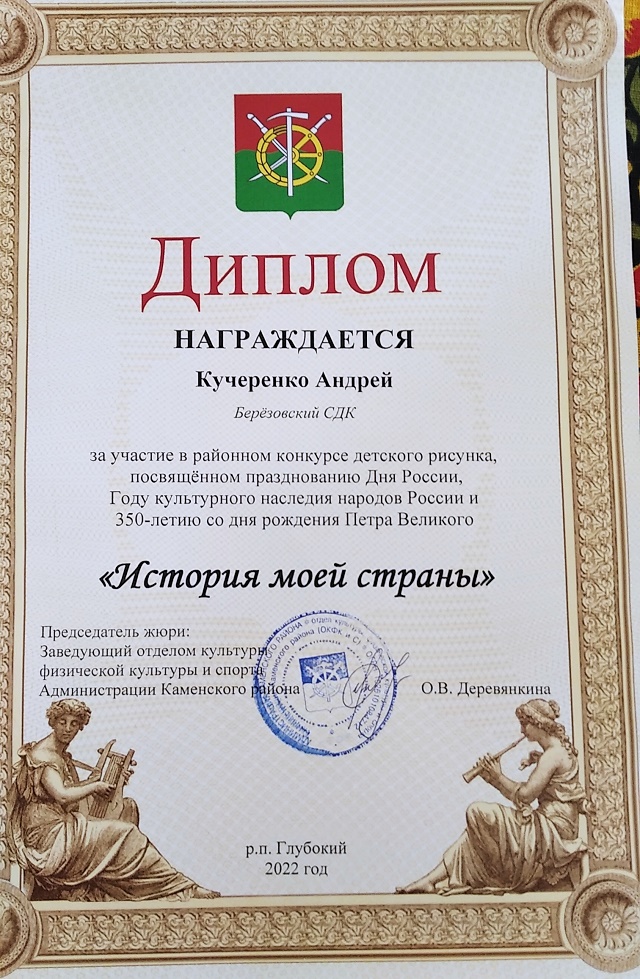 Диплом
НАГРАЖДАЕТСЯ
Кучеренко Андрей
Берёзовский СДК
за участие в районном конкурсе детского рисунка,
посвящённом празднованию Дня России,
Году культурного наследия народов России и
350-летию со дня рождения Петра Великого
«История моей страны»
Председатель жюри:
Заведующий отделом культуры
физической культуры и спорта
Администрации Каменского района
О.В. Деревянкина
р.п. Глубокий
2022 год